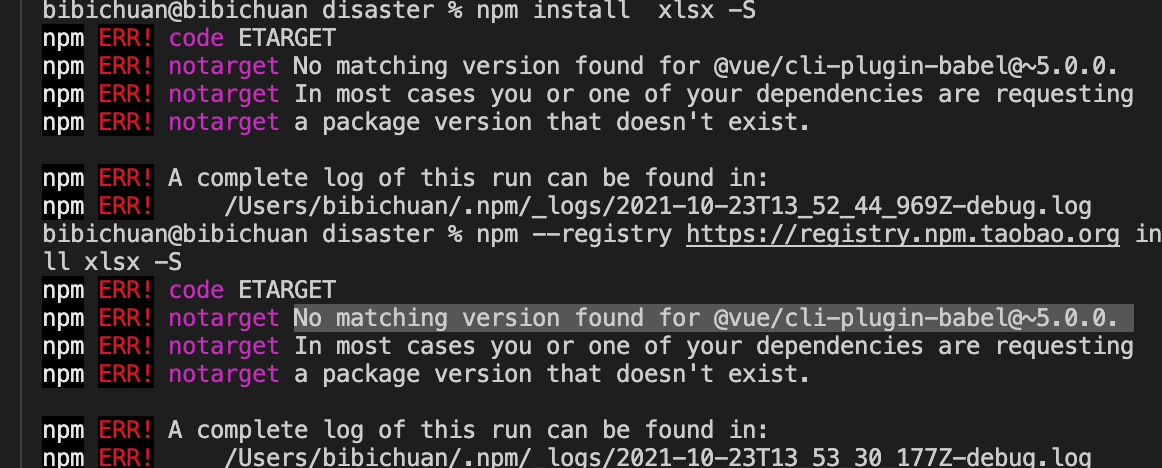 bibichuan@bibichuan disaster % npm install  xlsx -S
npm ERR! code ETARGET
npm ERR! notarget No matching version found for @vue/cli-plugin-babel@~5.0.0.
npm ERR! notarget In most cases you or one of your dependencies are requesting
npm ERR! notarget a package version that doesn't exist.
npm ERR! A complete log of this run can be found in:
npm ERR!     /Users/bibichuan/.npm/_logs/2021-10-23T13_52_44_969Z-debug.log
bibichuan@bibichuan disaster % npm --registry https://registry.npm.taobao.org in
ll xlsx -S
npm ERR! code ETARGET
npm ERR! notarget No matching version found for @vue/cli-plugin-babel@~5.0.0.
npm ERR! notarget In most cases you or one of your dependencies are requesting
npm ERR! notarget a package version that doesn't exist.
npm ERR! A complete log of this run can be found in:
npm ERR!     /Users/bibichuan/.npm/_logs/2021-10-23T13_53_30_177Z-debug.log